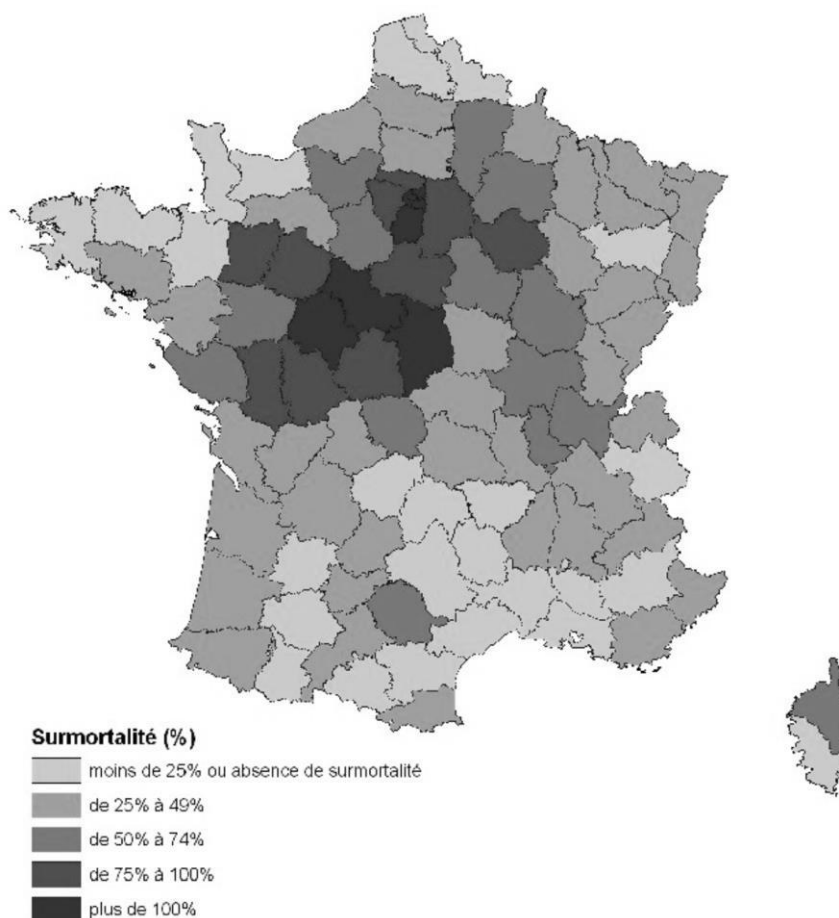 Surmortalité (%)
moins de 25% ou absence de surmortalité
de 25% à 49%
de 50% à 74%
de 75% à 100%
plus de 100%